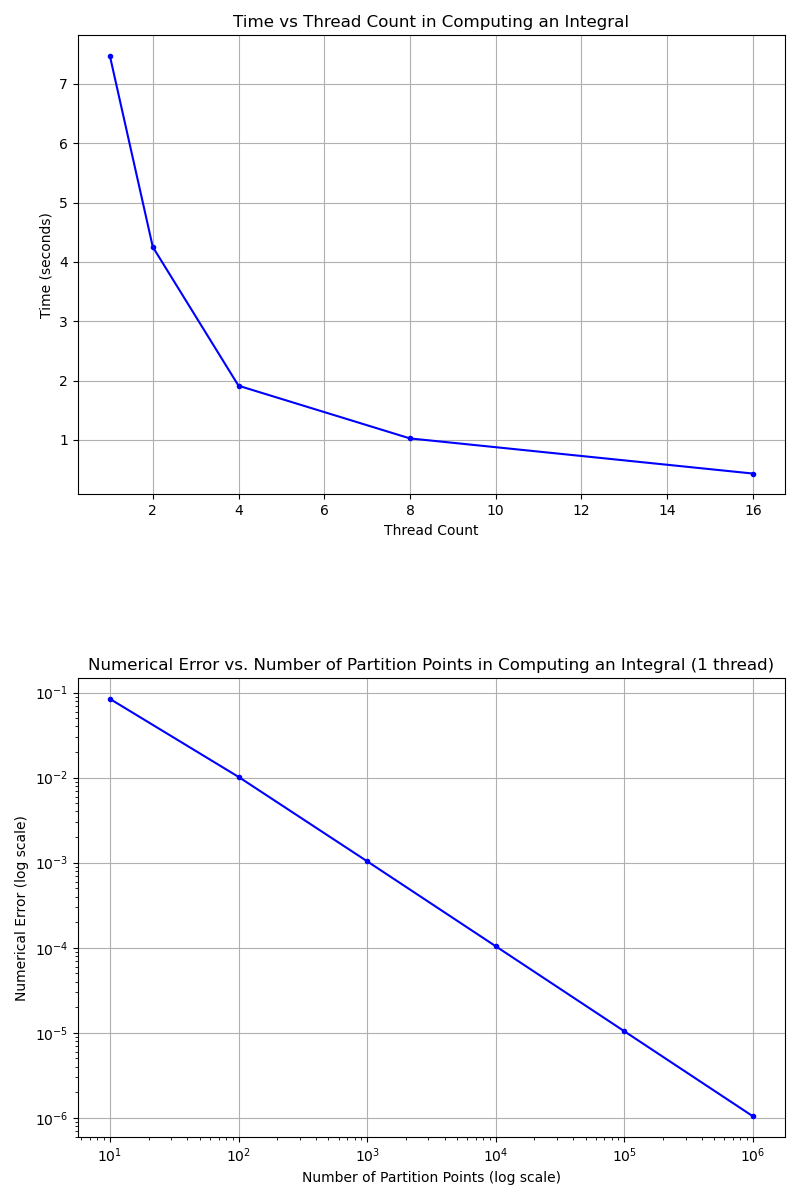 Time vs Thread Count in Computing an Integral
7
6
5
4
3
2
1
Time (seconds)
2 4 6 8 10 12 14 16
Thread Count
Numerical Error vs. Number of Partition Points in Computing an Integral (1 thread)
10⁻¹
10⁻²
10⁻³
10⁻⁴
10⁻⁵
10⁻⁶
Numerical Error (log scale)
10¹ 10² 10³ 10⁴ 10⁵ 10⁶
Number of Partition Points (log scale)